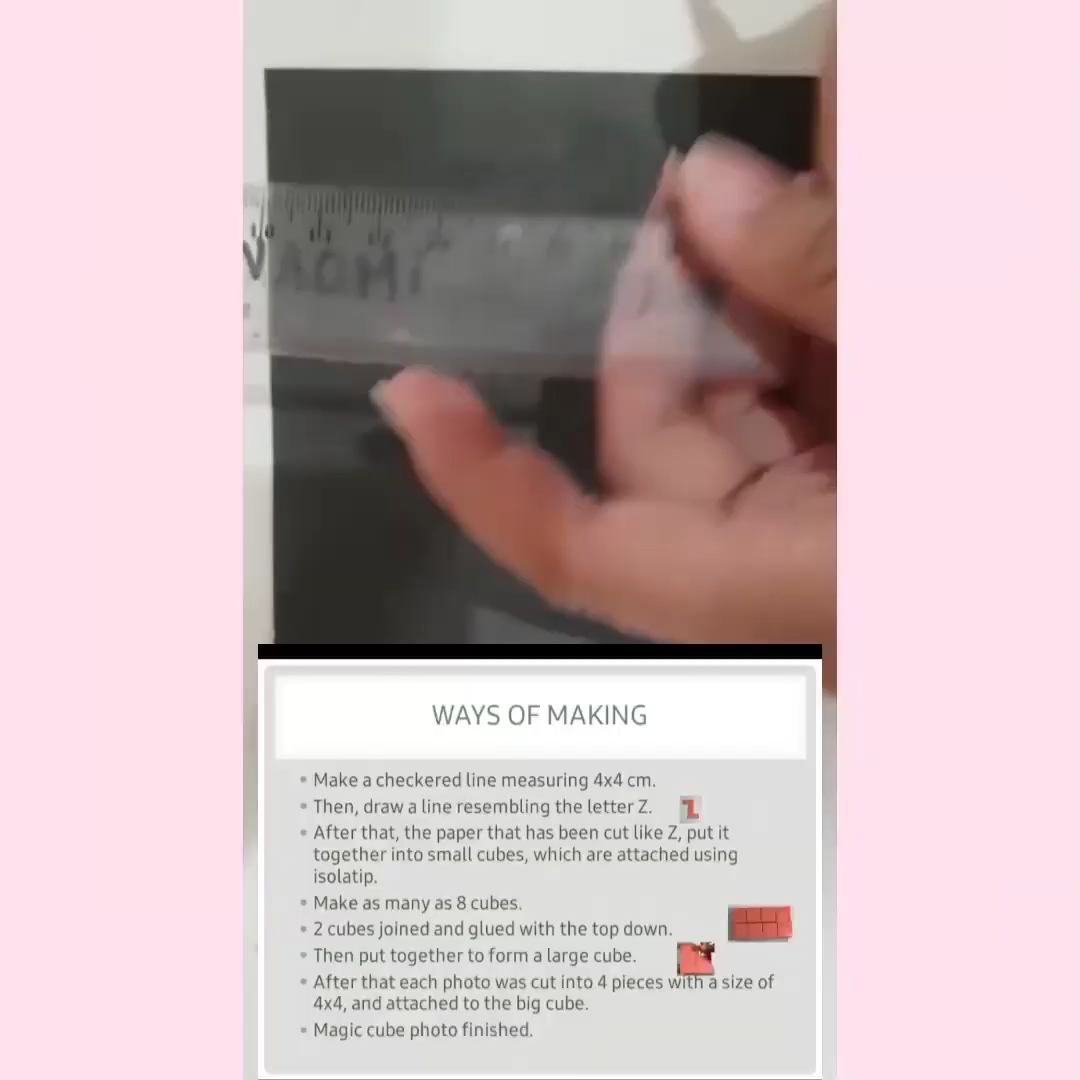 NAOMI
WAYS OF MAKING
• Make a checkered line measuring 4x4 cm.
• Then, draw a line resembling the letter Z.
• After that, the paper that has been cut like Z, put it
together into small cubes, which are attached using
isolatip.
• Make as many as 8 cubes.
• 2 cubes joined and glued with the top down.
• Then put together to form a large cube.
• After that each photo was cut into 4 pieces with a size of
4x4, and attached to the big cube.
• Magic cube photo finished.